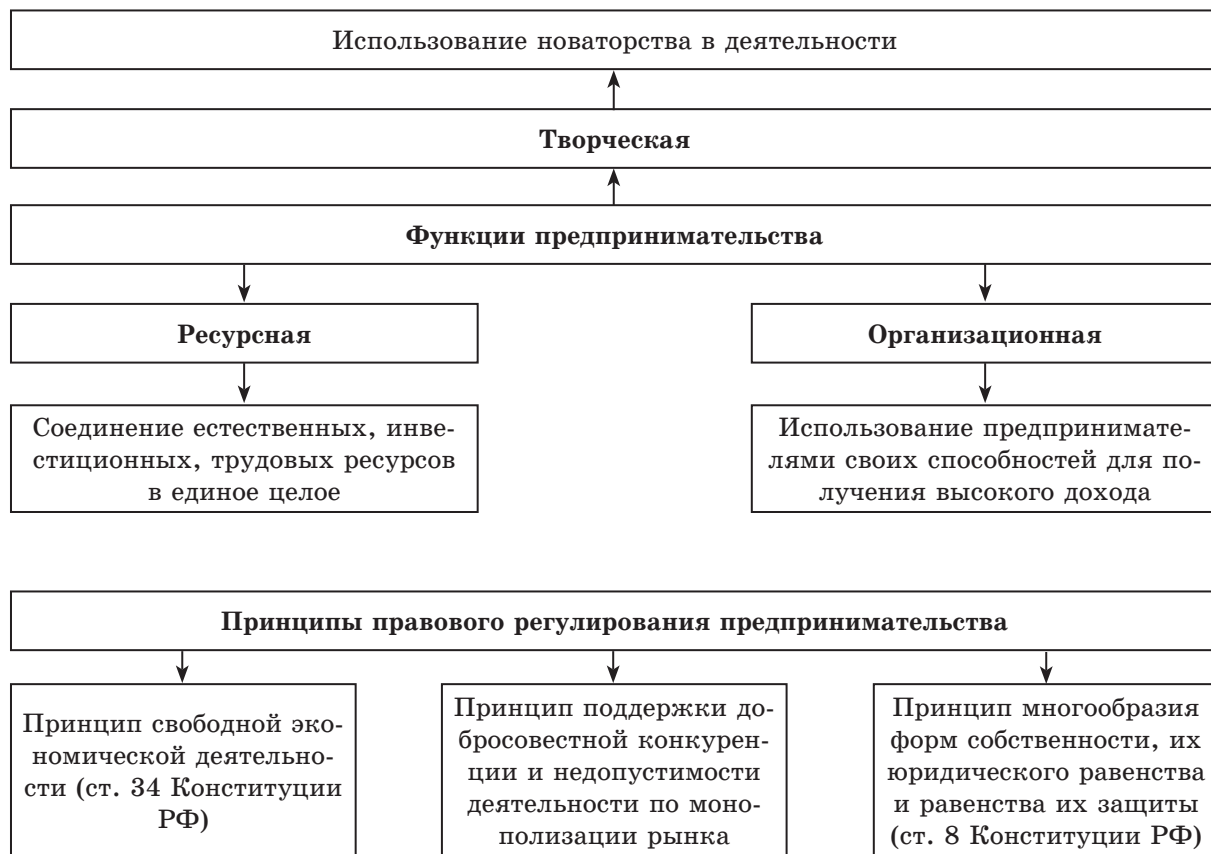 Использование новаторства в деятельности
Творческая
Функции предпринимательства
Ресурсная
Организационная
Соединение естественных, инве-
стиционных, трудовых ресурсов
в единое целое
Использование предпринимате-
лями своих способностей для по-
лучения высокого дохода
Принципы правового регулирования предпринимательства
Принцип свободной эко-
номической деятельно-
сти (ст. 34 Конституции
РФ)
Принцип поддержки до-
бросовестной конкурен-
ции и недопустимости
деятельности по моно-
полизации рынка
Принцип многообразия
форм собственности, их
юридического равенства
и равенства их защиты
(ст. 8 Конституции РФ)